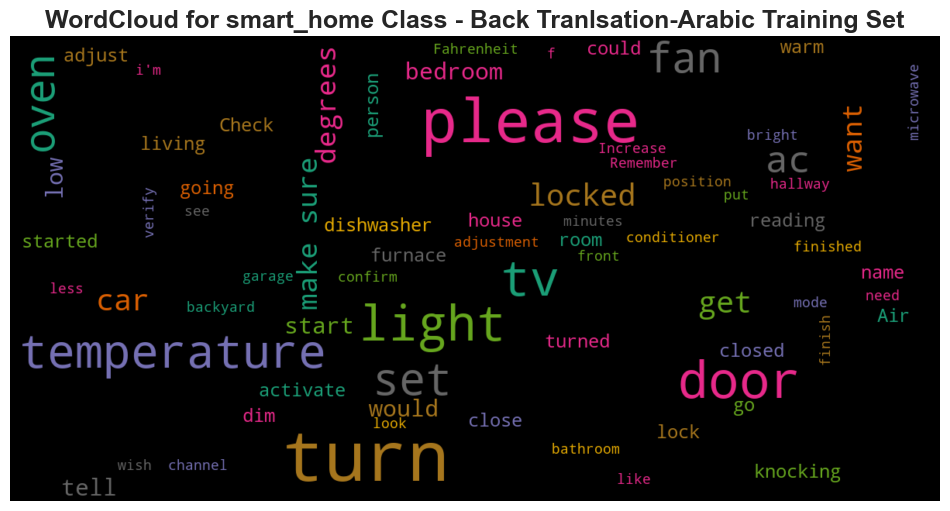 WordCloud for smart_home Class - Back Tranlsation-Arabic Training Set
adjust
i'm
Fahrenheit
f
could
fan
warm
oven
degrees
person
bedroom
microwave
please
Check
living
bright
want
Increase
Remember
ac
low
make sure
going
see
verify
locked
position
put
hallway
started
dishwasher
house
minutes
reading
furnace
adjustment
room
conditioner
front
finished
less
garage
confirm
tv
name
need
car
backyard
get
mode
Air
start
light
turned
closed
finish
temperature
set
door
activate
would
go
dim
look
close
lock
turn
bathroom
wish
channel
like
knocking
tell